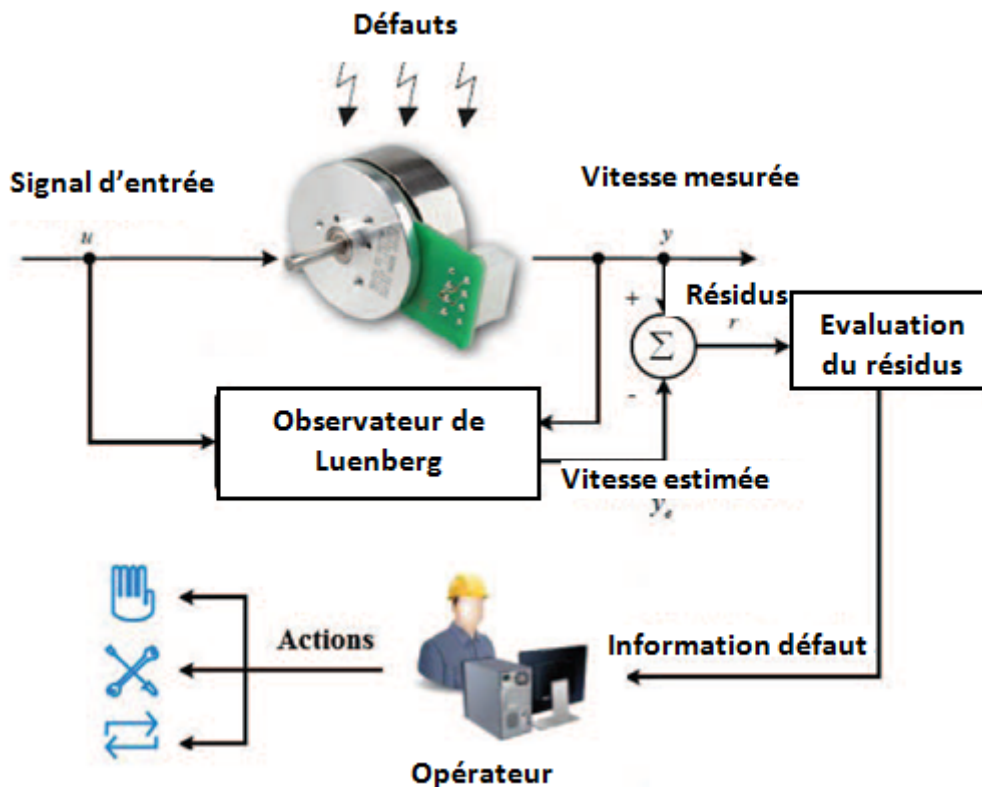 Défauts
Signal d'entrée
Vitesse mesurée
u
y
+
Résidus
r
Σ
-
Evaluation
du résidus
Observateur de
Luenberg
Vitesse estimée
yₑ
Actions
Information défaut
Opérateur